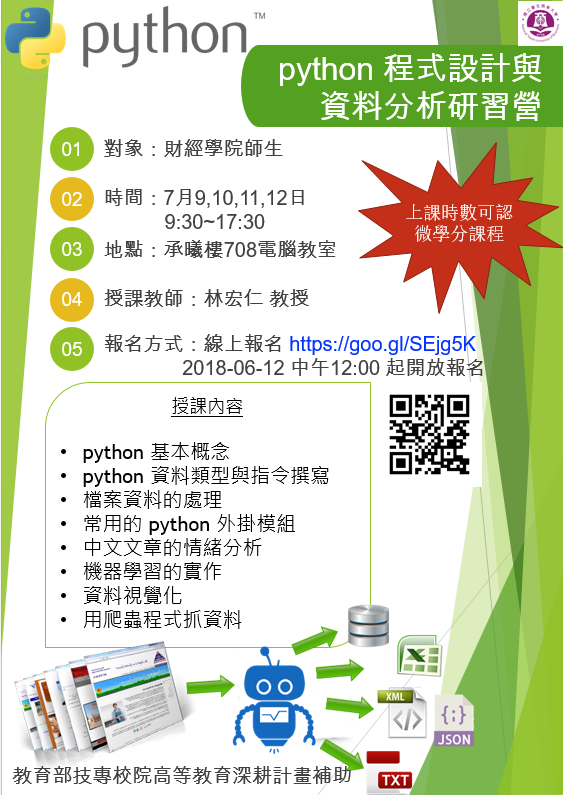 python™
python 程式設計與
資料分析研習營
01 對象：財經學院師生
02 時間：7月9,10,11,12日
9:30~17:30
03 地點：承曦樓708電腦教室
04 授課教師：林宏仁 教授
05 報名方式：線上報名 https://goo.gl/SEjg5K
2018-06-12 中午12:00 起開放報名
上課時數可認
微學分課程
授課內容
• python 基本概念
• python 資料類型與指令撰寫
• 檔案資料的處理
• 常用的 python 外掛模組
• 中文文章的情緒分析
• 機器學習的實作
• 資料視覺化
• 用爬蟲程式抓資料
X
XML
JSON
TXT
教育部技專校院高等教育深耕計畫補助